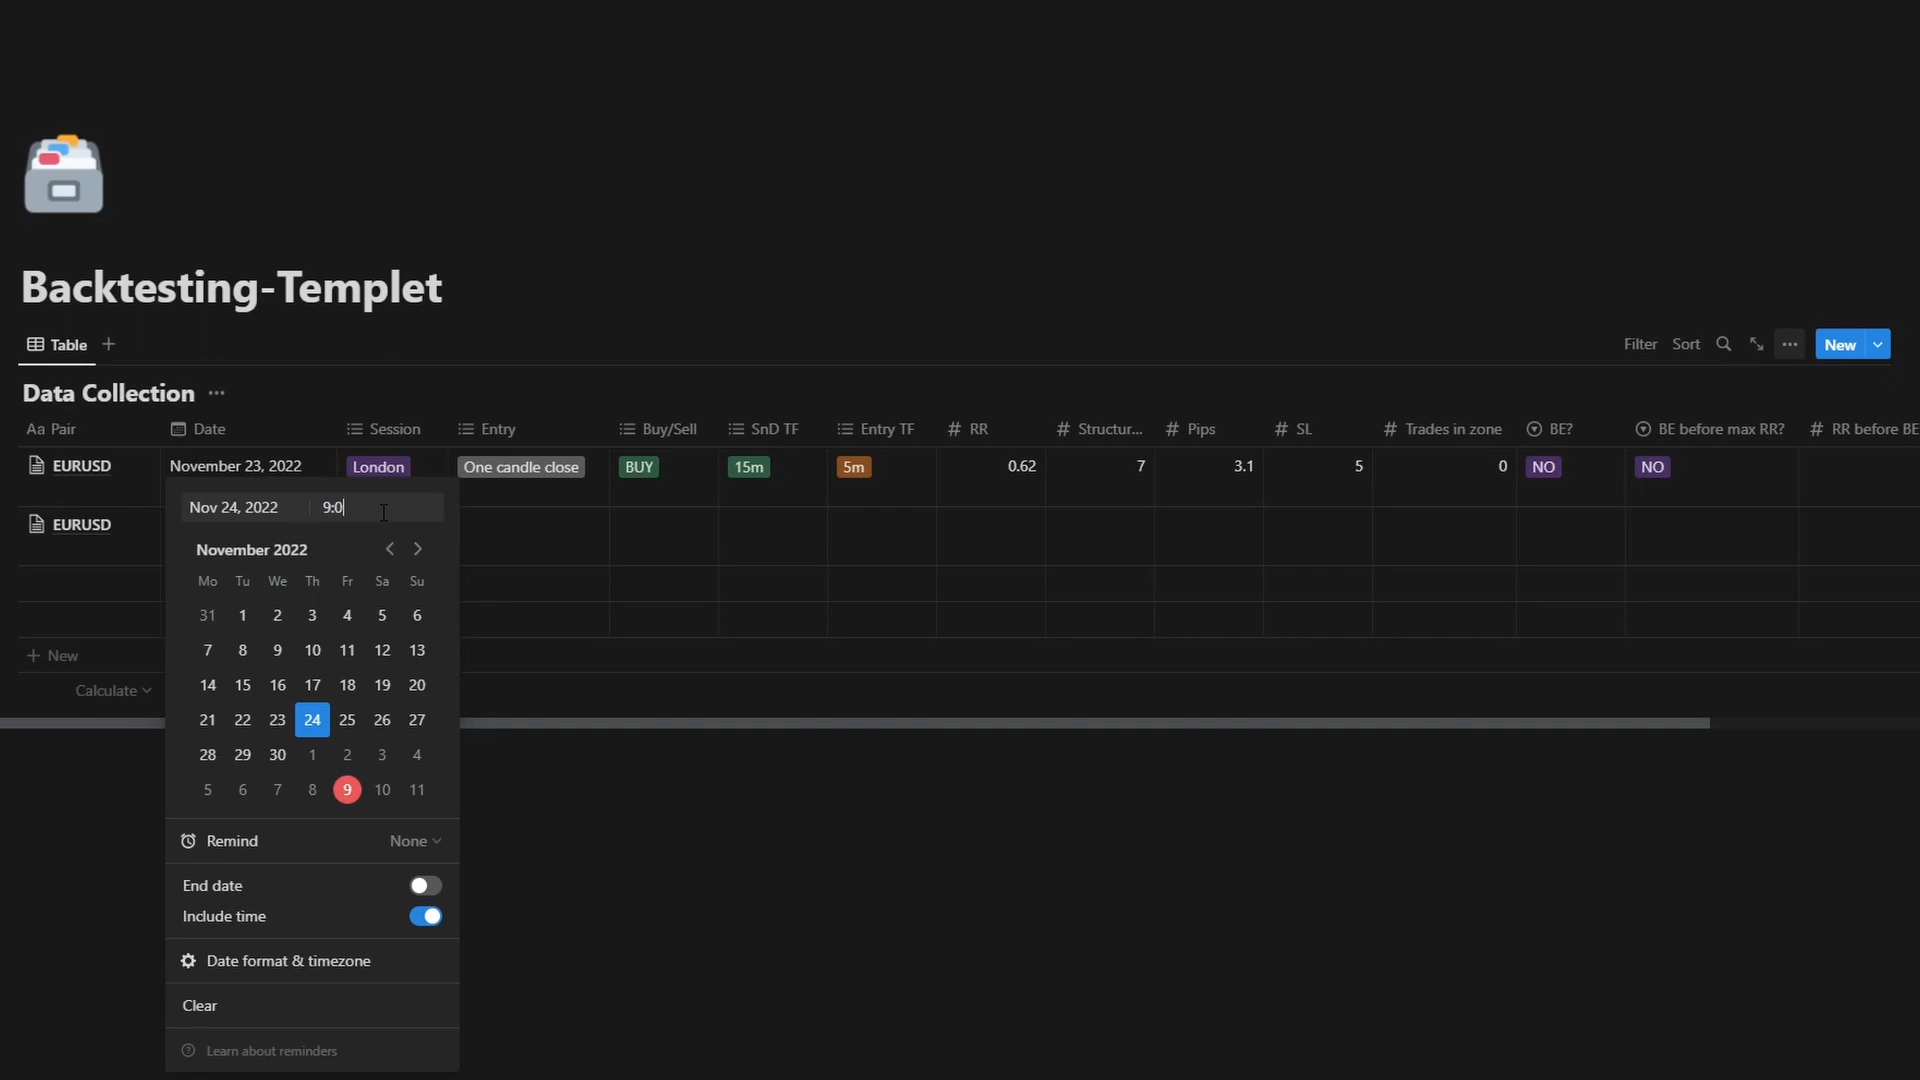 Backtesting-Templet
Table
Filter Sort New
Data Collection
Aa Pair Date Session Entry Buy/Sell SnD TF Entry TF # RR # Structur... # Pips # SL # Trades in zone BE? BE before max RR? # RR before BE
EURUSD November 23, 2022 London One candle close BUY 15m 5m 0.62 7 3.1 5 0 NO NO
Nov 24, 2022 9:0
EURUSD
November 2022
Mo Tu We Th Fr Sa Su
31 1 2 3 4 5 6
7 8 9 10 11 12 13
14 15 16 17 18 19 20
21 22 23 24 25 26 27
28 29 30 1 2 3 4
5 6 7 8 9 10 11
+ New
Calculate
Remind None
End date
Include time
Date format & timezone
Clear
Learn about reminders